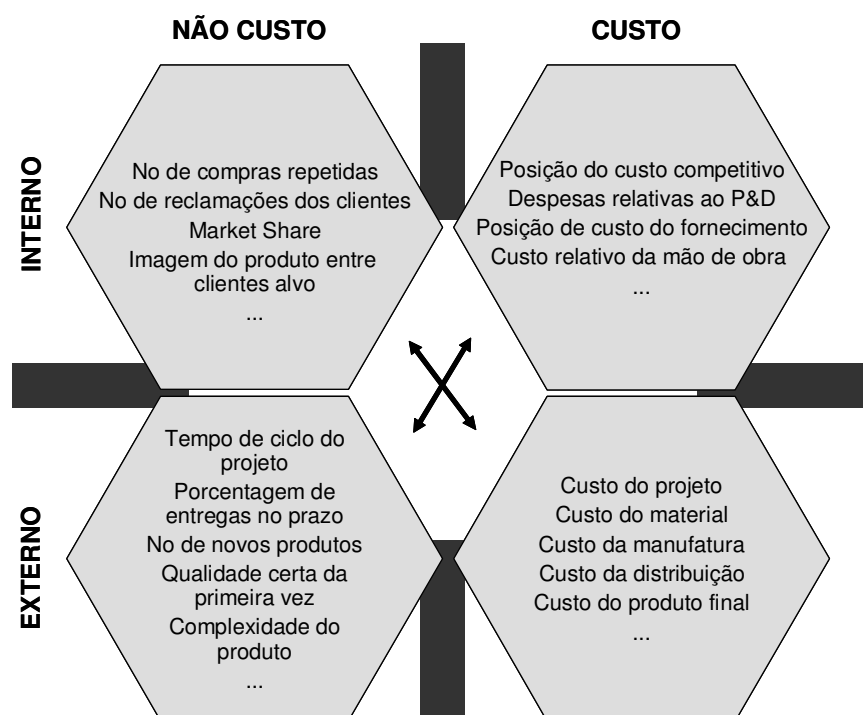 NÃO CUSTO
CUSTO
INTERNO
No de compras repetidas
No de reclamações dos clientes
Market Share
Imagem do produto entre
clientes alvo
...
Posição do custo competitivo
Despesas relativas ao P&D
Posição de custo do fornecimento
Custo relativo da mão de obra
...
EXTERNO
Tempo de ciclo do
projeto
Porcentagem de
entregas no prazo
No de novos produtos
Qualidade certa da
primeira vez
Complexidade do
produto
...
Custo do projeto
Custo do material
Custo da manufatura
Custo da distribuição
Custo do produto final
...